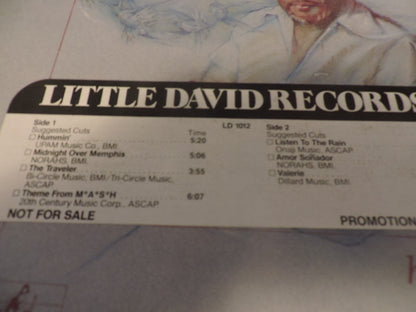 LITTLE DAVID RECORDS
Side 1
Suggested Cuts Time
Hummin' 5:20
UPAM Music Co., BMI
Midnight Over Memphis 5:06
NORAHS, BMI
The Traveler 3:55
Bi-Circle Music, BMI/Tri-Circle Music,
ASCAP
Theme From M*A*S*H 6:07
20th Century Music Corp., ASCAP
NOT FOR SALE
LD 1012
Side 2
Suggested Cuts
Listen To The Rain
Music, ASCAP
Amor Soñador
NORAHS, BMI
Valerie
Dillard Music, BMI
PROMOTION